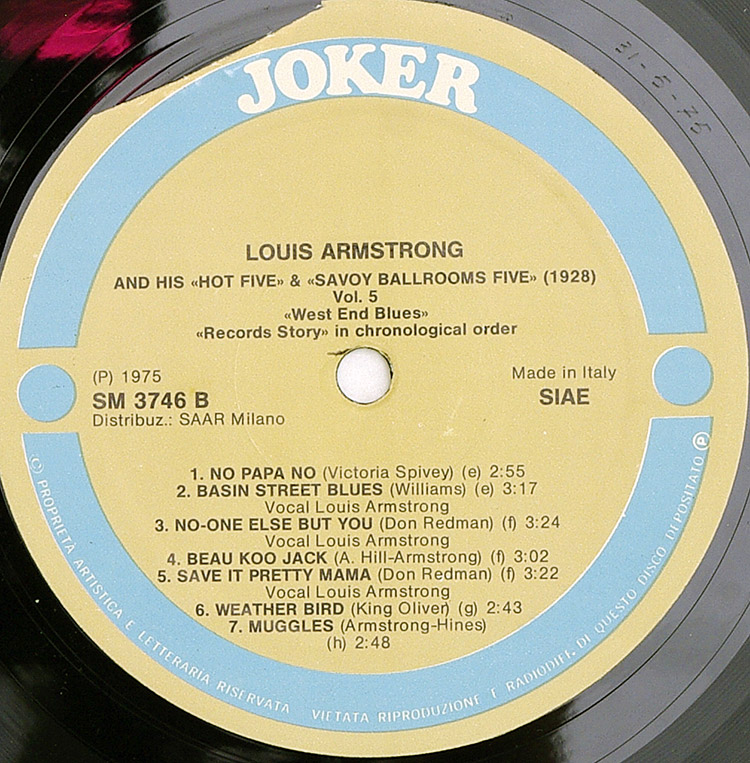 JOKER
31-5-75
LOUIS ARMSTRONG
AND HIS «HOT FIVE» & «SAVOY BALLROOMS FIVE» (1928)
Vol. 5
«West End Blues»
«Records Story» in chronological order
(P) 1975
SM 3746 B
Distribuz.: SAAR Milano
Made in Italy
SIAE
1. NO PAPA NO (Victoria Spivey) (e) 2:55
2. BASIN STREET BLUES (Williams) (e) 3:17
Vocal Louis Armstrong
3. NO-ONE ELSE BUT YOU (Don Redman) (f) 3:24
Vocal Louis Armstrong
4. BEAU KOO JACK (A. Hill-Armstrong) (f) 3:02
5. SAVE IT PRETTY MAMA (Don Redman) (f) 3:22
Vocal Louis Armstrong
6. WEATHER BIRD (King Oliver) (g) 2:43
7. MUGGLES (Armstrong-Hines)
(h) 2:48
© PROPRIETA ARTISTICA E LETTERARIA RISERVATA VIETATA RIPRODUZIONE E RADIODIFF. DI QUESTO DISCO DEPOSITATO ℗